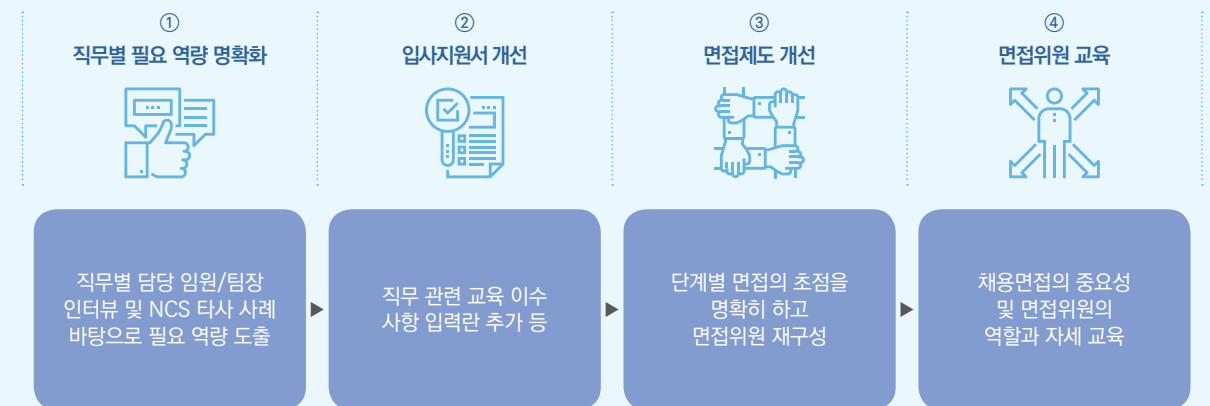 ①
직무별 필요 역량 명확화
②
입사지원서 개선
③
면접제도 개선
④
면접위원 교육
직무별 담당 임원/팀장
인터뷰 및 NCS 타사 사례
바탕으로 필요 역량 도출
직무 관련 교육 이수
사항 입력란 추가 등
단계별 면접의 초점을
명확히 하고
면접위원 재구성
채용면접의 중요성
및 면접위원의
역할과 자세 교육